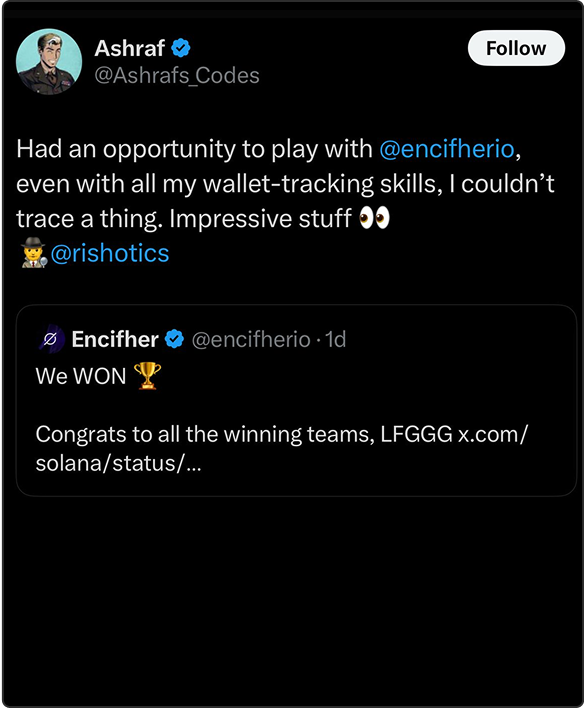 Ashraf
Follow
@Ashrafs_Codes
Had an opportunity to play with @encifherio,
even with all my wallet-tracking skills, I couldn’t
trace a thing. Impressive stuff 👀
🕵️@rishotics
Encifher @encifherio · 1d
We WON 🏆
Congrats to all the winning teams, LFGGG x.com/
solana/status/...